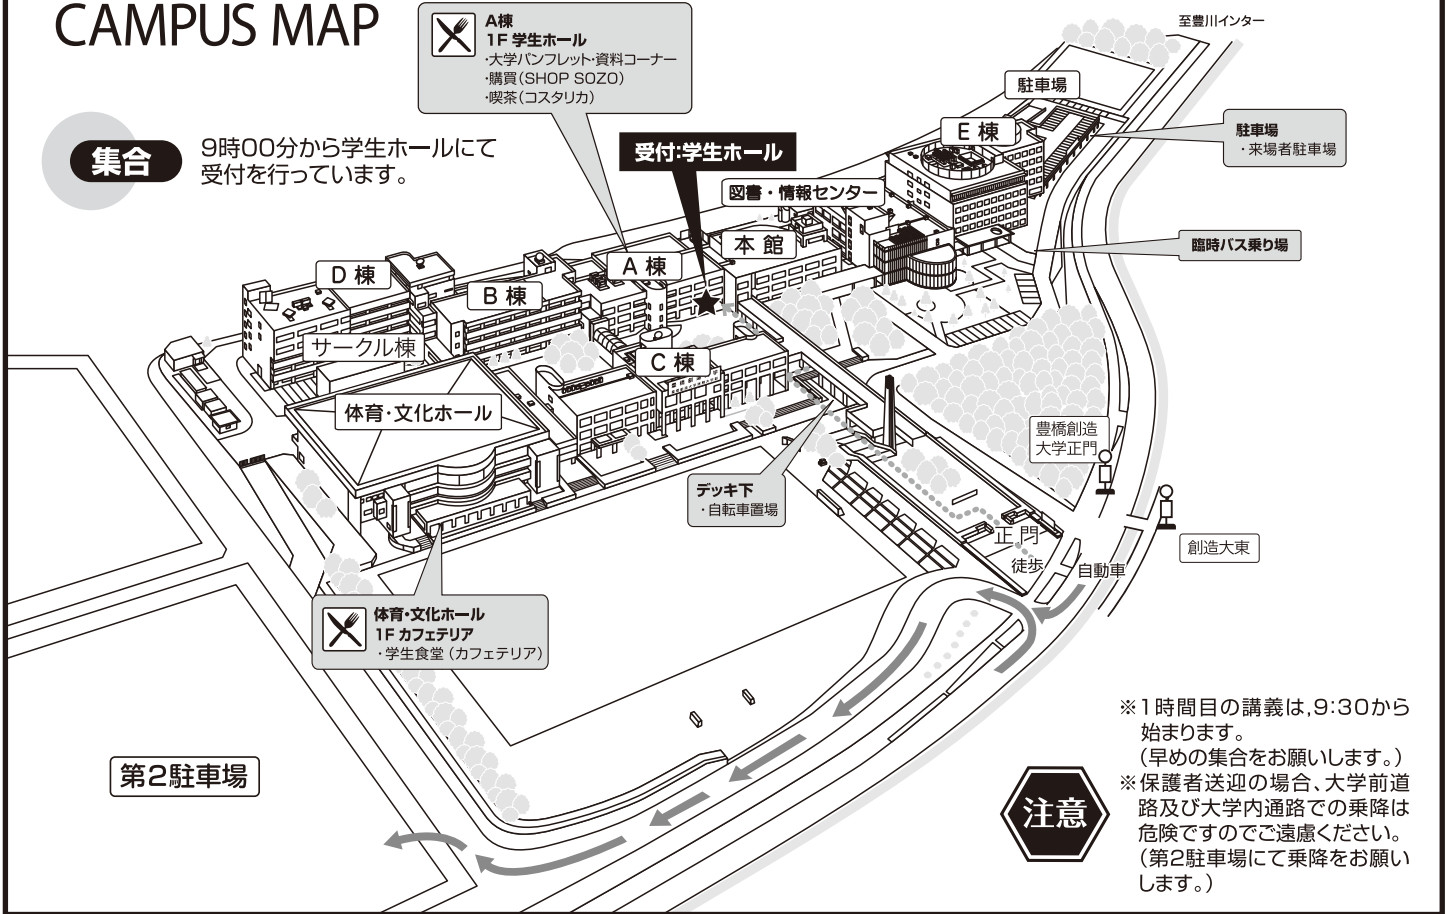 CAMPUS MAP
集合
9時00分から学生ホールにて
受付を行っています。
A棟
1F 学生ホール
・大学パンフレット・資料コーナー
・購買(SHOP SOZO)
・喫茶(コスタリカ)
受付:学生ホール
至豊川インター
駐車場
E 棟
駐車場
・来場者駐車場
図書・情報センター
臨時バス乗り場
本 館
A 棟
D 棟
B 棟
サークル棟
C 棟
体育・文化ホール
豊橋創造
大学正門
デッキ下
・自転車置場
正 門
徒歩
自動車
創造大東
体育・文化ホール
1F カフェテリア
・学生食堂 (カフェテリア)
第2駐車場
注意
※1時間目の講義は,9:30から
始まります。
(早めの集合をお願いします。)
※保護者送迎の場合、大学前道
路及び大学内通路での乗降は
危険ですのでご遠慮ください。
(第2駐車場にて乗降をお願い
します。)